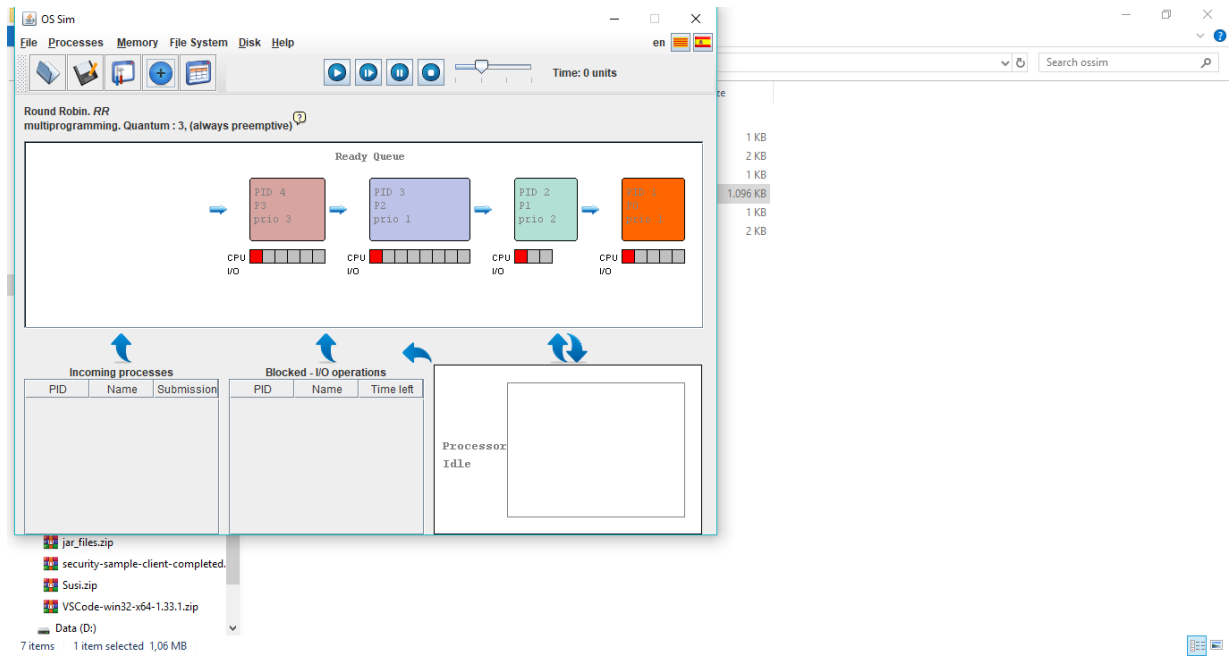 OS Sim
File Processes Memory File System Disk Help
en
Time: 0 units
Round Robin. RR
multiprogramming. Quantum : 3, (always preemptive)
Ready Queue
PID 4
P3
prio 3
CPU
I/O
PID 3
P2
prio 1
CPU
I/O
PID 2
P1
prio 2
CPU
I/O
CPU
I/O
Incoming processes
PID Name Submission
Blocked - I/O operations
PID Name Time left
Processor
Idle
Search ossim
1 KB
2 KB
1 KB
1.096 KB
1 KB
2 KB
jar_files.zip
security-sample-client-completed.
Susi.zip
VSCode-win32-x64-1.33.1.zip
Data (D:)
7 items 1 item selected 1,06 MB